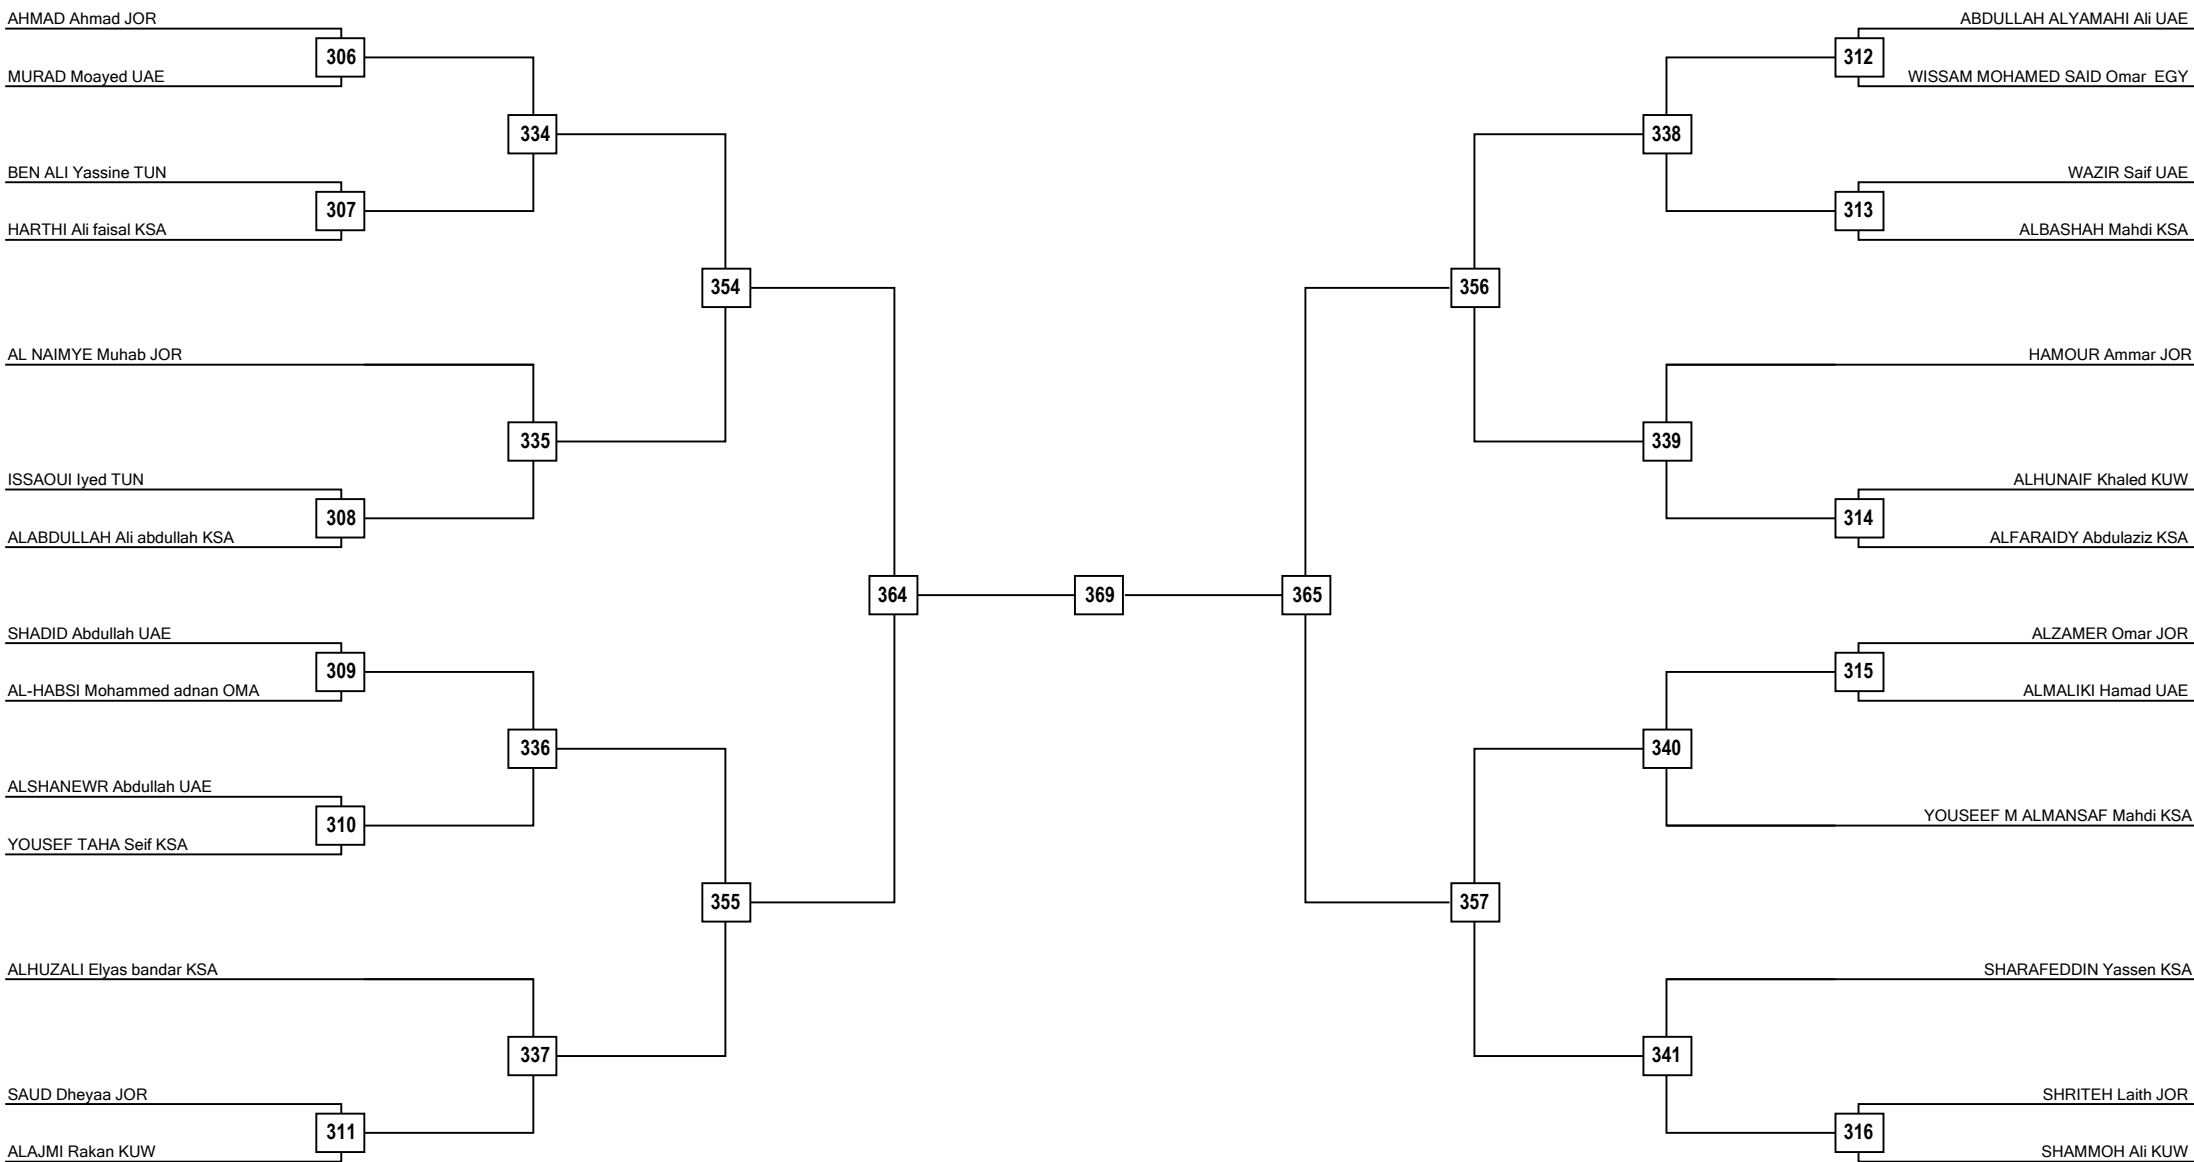 AHMAD Ahmad JOR
306
MURAD Moayed UAE
334
BEN ALI Yassine TUN
307
HARTHI Ali faisal KSA
354
AL NAIMYE Muhab JOR
335
ISSAOUI Iyed TUN
308
ALABDULLAH Ali abdullah KSA
364
SHADID Abdullah UAE
309
AL-HABSI Mohammed adnan OMA
336
ALSHANEWR Abdullah UAE
310
YOUSEF TAHA Seif KSA
355
ALHUZALI Elyas bandar KSA
337
SAUD Dheyaa JOR
311
ALAJMI Rakan KUW
369
ABDULLAH ALYAMAHI Ali UAE
312
WISSAM MOHAMED SAID Omar  EGY
338
WAZIR Saif UAE
313
ALBASHAH Mahdi KSA
356
HAMOUR Ammar JOR
339
ALHUNAIF Khaled KUW
314
ALFARAIDY Abdulaziz KSA
365
ALZAMER Omar JOR
315
ALMALIKI Hamad UAE
340
YOUSEEF M ALMANSAF Mahdi KSA
357
SHARAFEDDIN Yassen KSA
341
SHRITEH Laith JOR
316
SHAMMOH Ali KUW